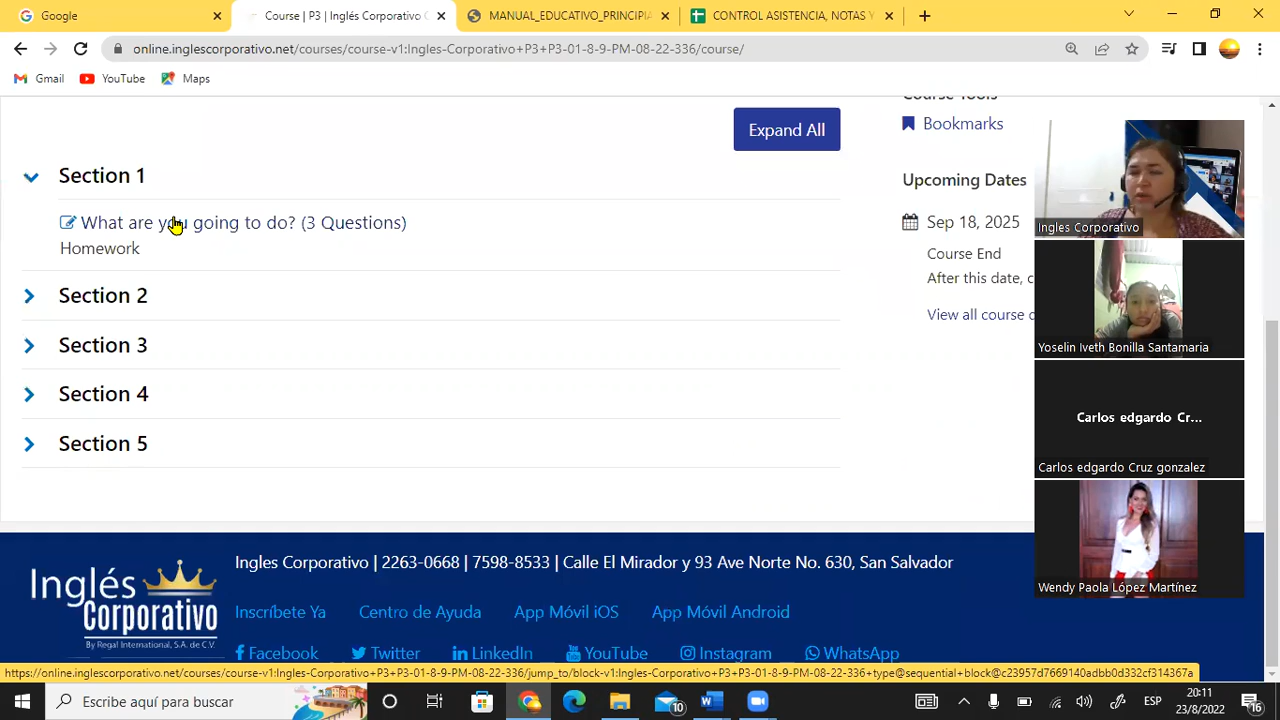 Google
Course | P3 | Inglés Corporativo
MANUAL_EDUCATIVO_PRINCIPIA
CONTROL ASISTENCIA, NOTAS Y
online.inglescorporativo.net/courses/course-v1:Ingles-Corporativo+P3+P3-01-8-9-PM-08-22-336/course/
Gmail
YouTube
Maps
Course Tools
Expand All
Bookmarks
Section 1
Upcoming Dates
What are you going to do? (3 Questions)
Sep 18, 2025
Homework
Course End
After this date, c
Section 2
View all course
Section 3
Section 4
Section 5
Ingles Corporativo
Yoselin Iveth Bonilla Santamaria
Carlos edgardo Cr...
Carlos edgardo Cruz gonzalez
Wendy Paola López Martínez
Inglés
Corporativo
By Regal International, S.A. de C.V.
Ingles Corporativo | 2263-0668 | 7598-8533 | Calle El Mirador y 93 Ave Norte No. 630, San Salvador
Inscríbete Ya
Centro de Ayuda
App Móvil iOS
App Móvil Android
Facebook
Twitter
LinkedIn
YouTube
Instagram
WhatsApp
https://online.inglescorporativo.net/courses/course-v1:Ingles-Corporativo+P3+P3-01-8-9-PM-08-22-336/jump_to/block-v1:Ingles-Corporativo+P3+P3-01-8-9-PM-08-22-336+type@sequential+block@c23957d7669140adbb0d332cf314367a
Escribe aquí para buscar
10
ESP
20:11
23/8/2022
16